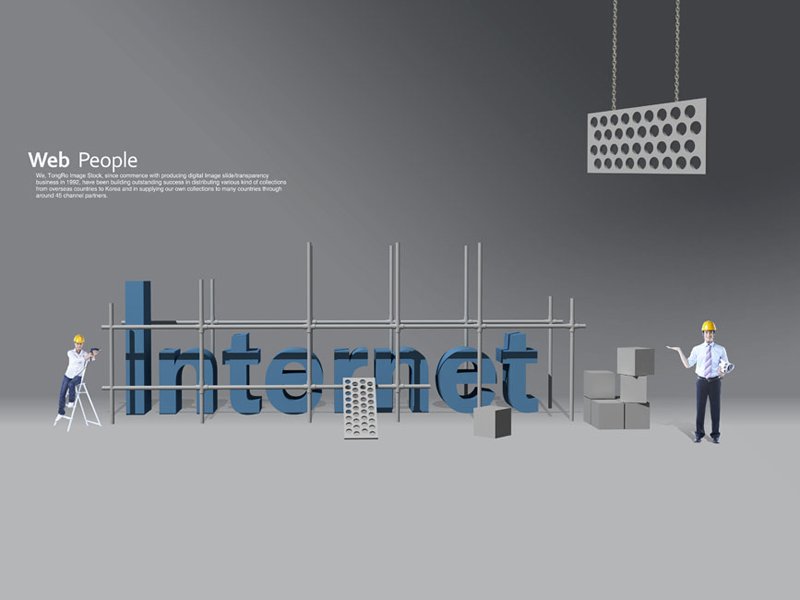 Web People
We, TongRo Image Stock, since commence with producing digital Image slide/transparency
business in 1992, have been building outstanding success in distributing various kind of collections
from overseas countries to Korea and in supplying our own collections to many countries through
around 45 channel partners.
Internet